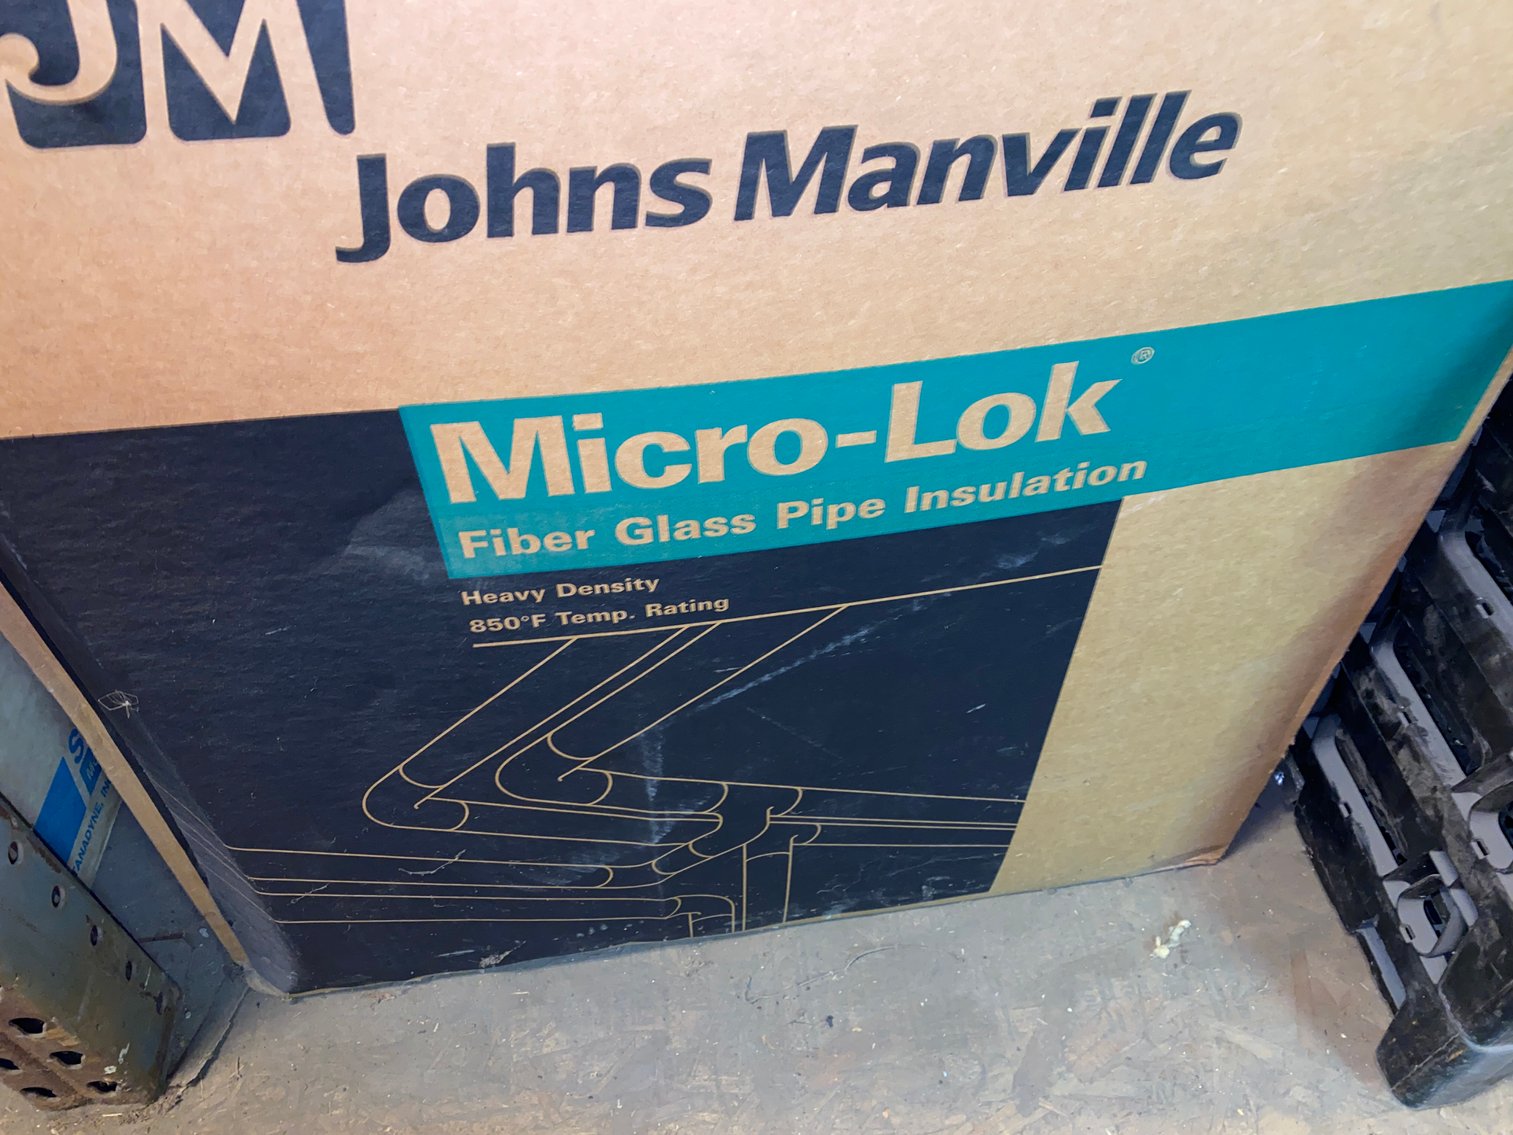 JM
Johns Manville
Micro-Lok®
Fiber Glass Pipe Insulation
Heavy Density
850°F Temp. Rating